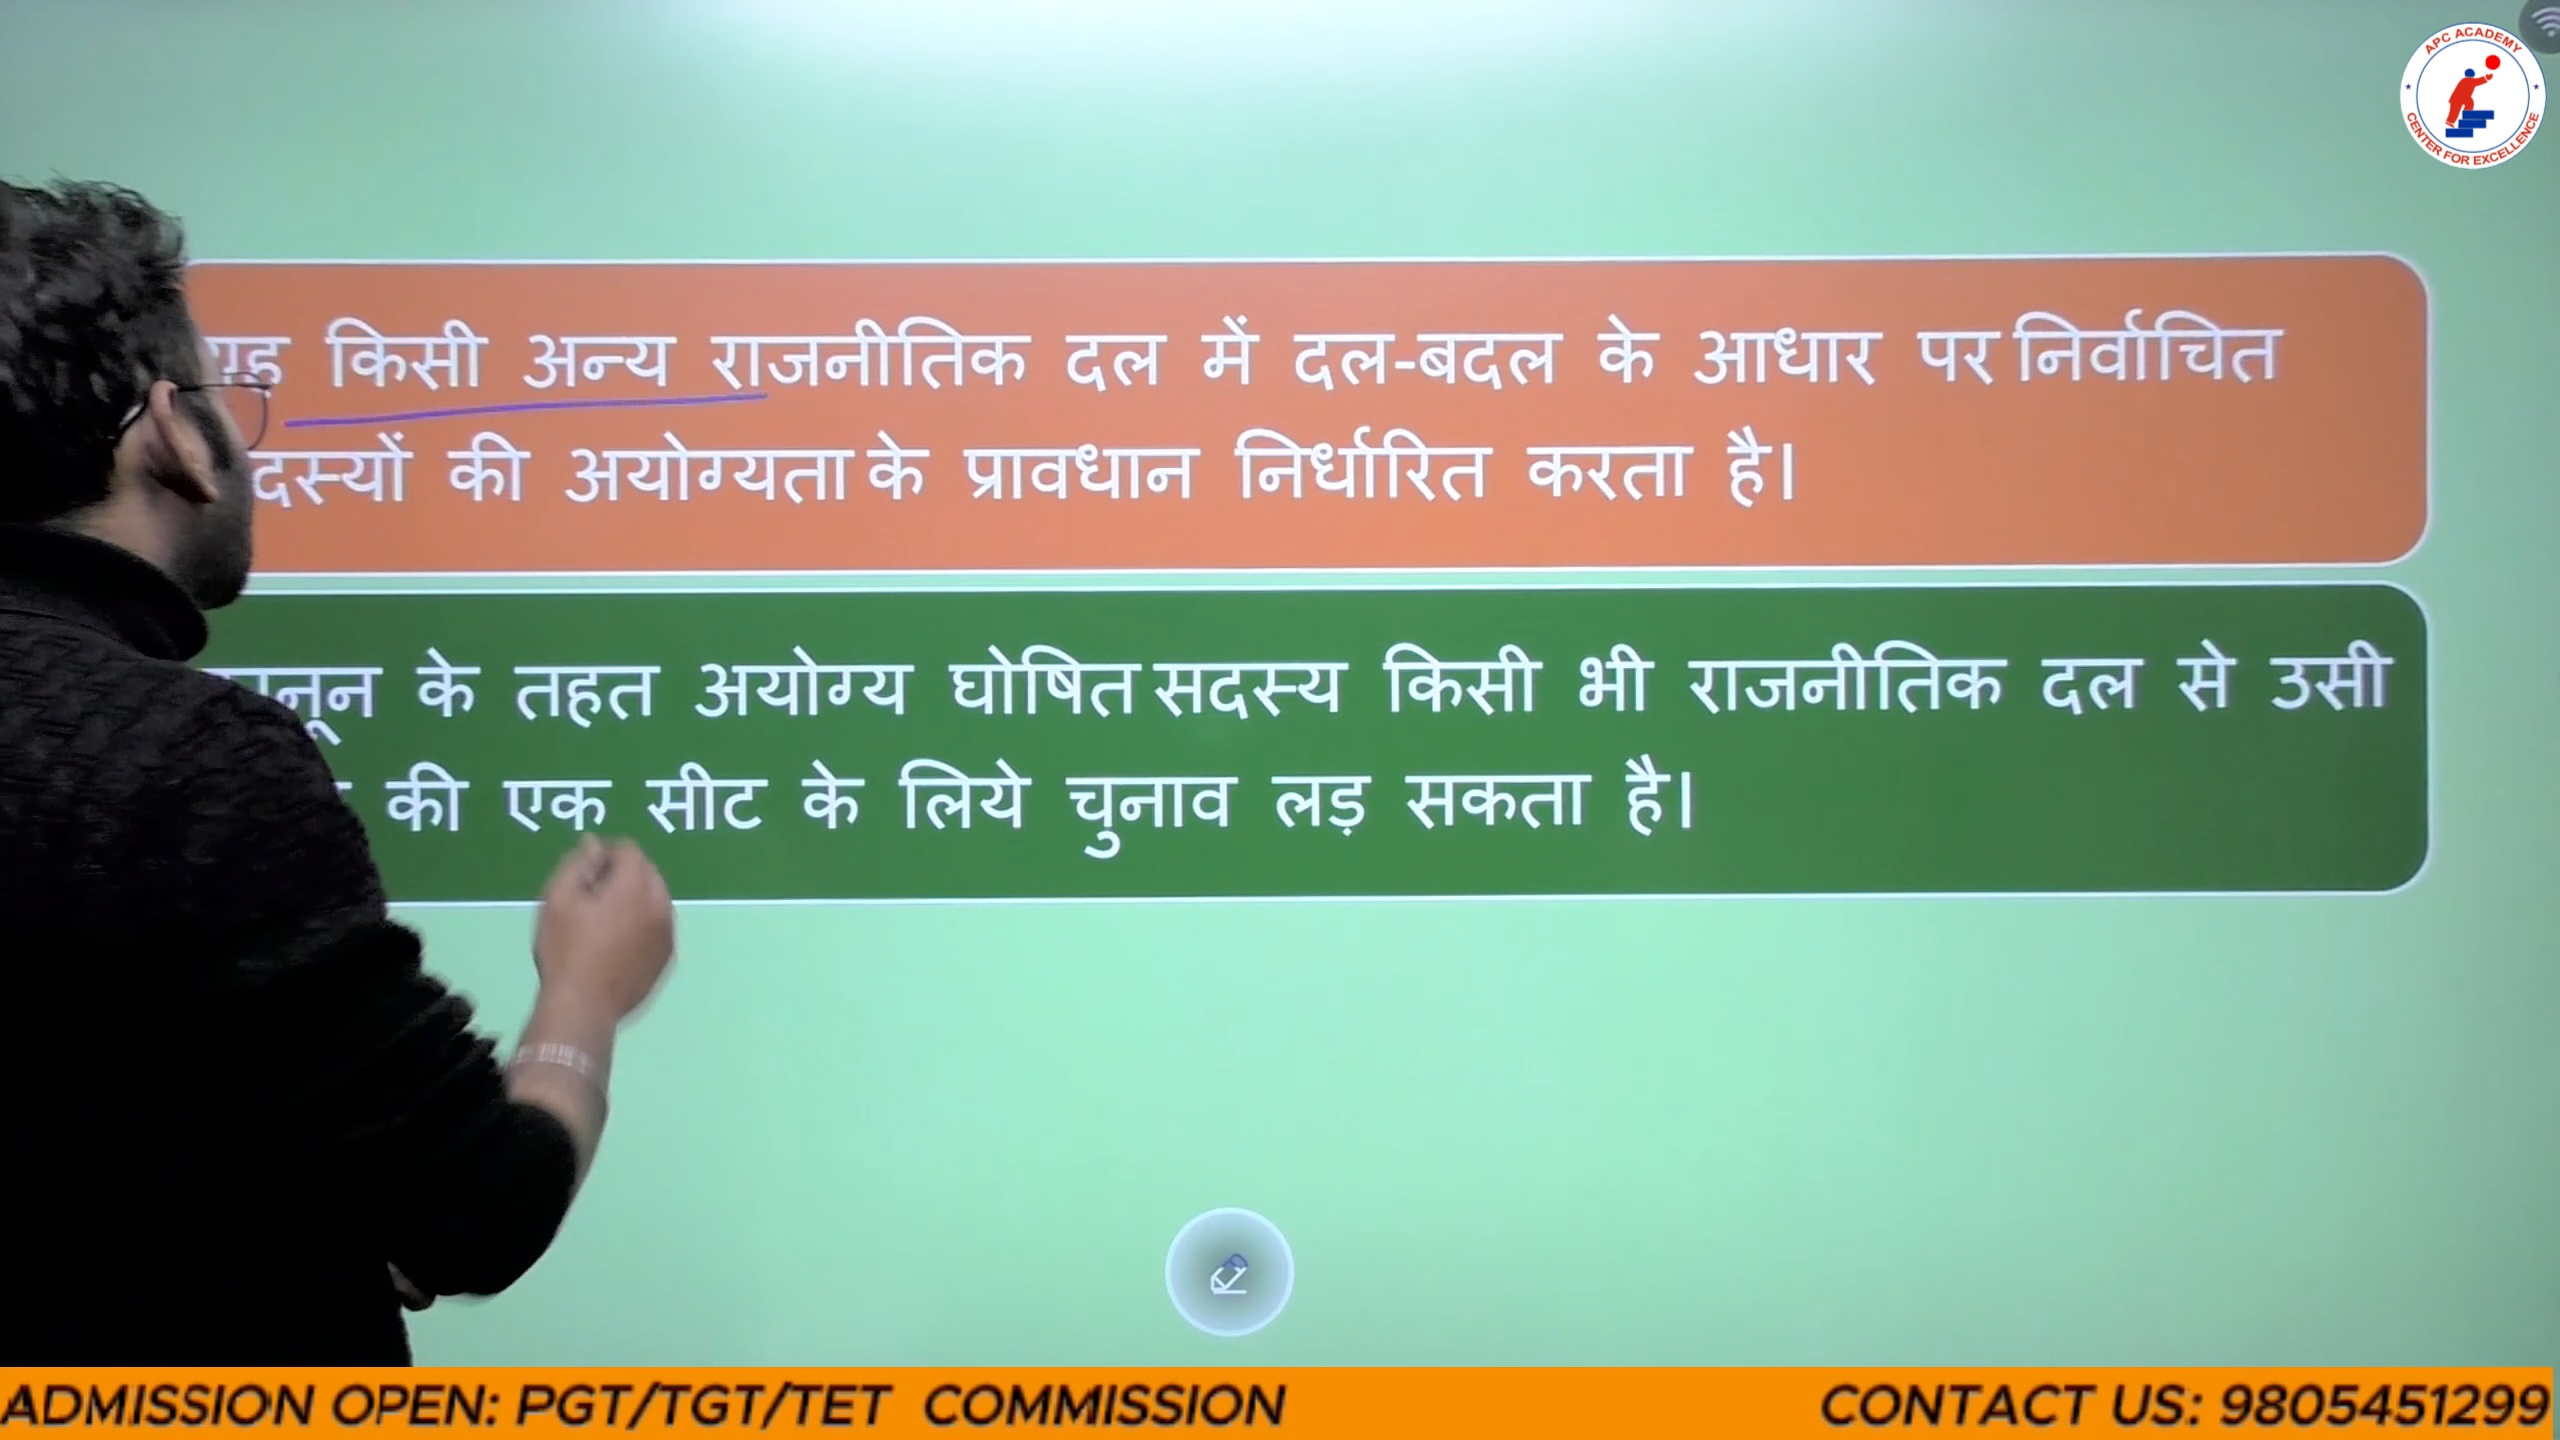 APC ACADEMY
CENTER FOR EXCELLENCE
यह किसी अन्य राजनीतिक दल में दल-बदल के आधार पर निर्वाचित
की अयोग्यता के प्रावधान निर्धारित करता है।
के तहत अयोग्य घोषित सदस्य किसी भी राजनीतिक दल से उसी
की एक सीट के लिये चुनाव लड़ सकता है।
ADMISSION OPEN: PGT/TGT/TET COMMISSION
CONTACT US: 9805451299